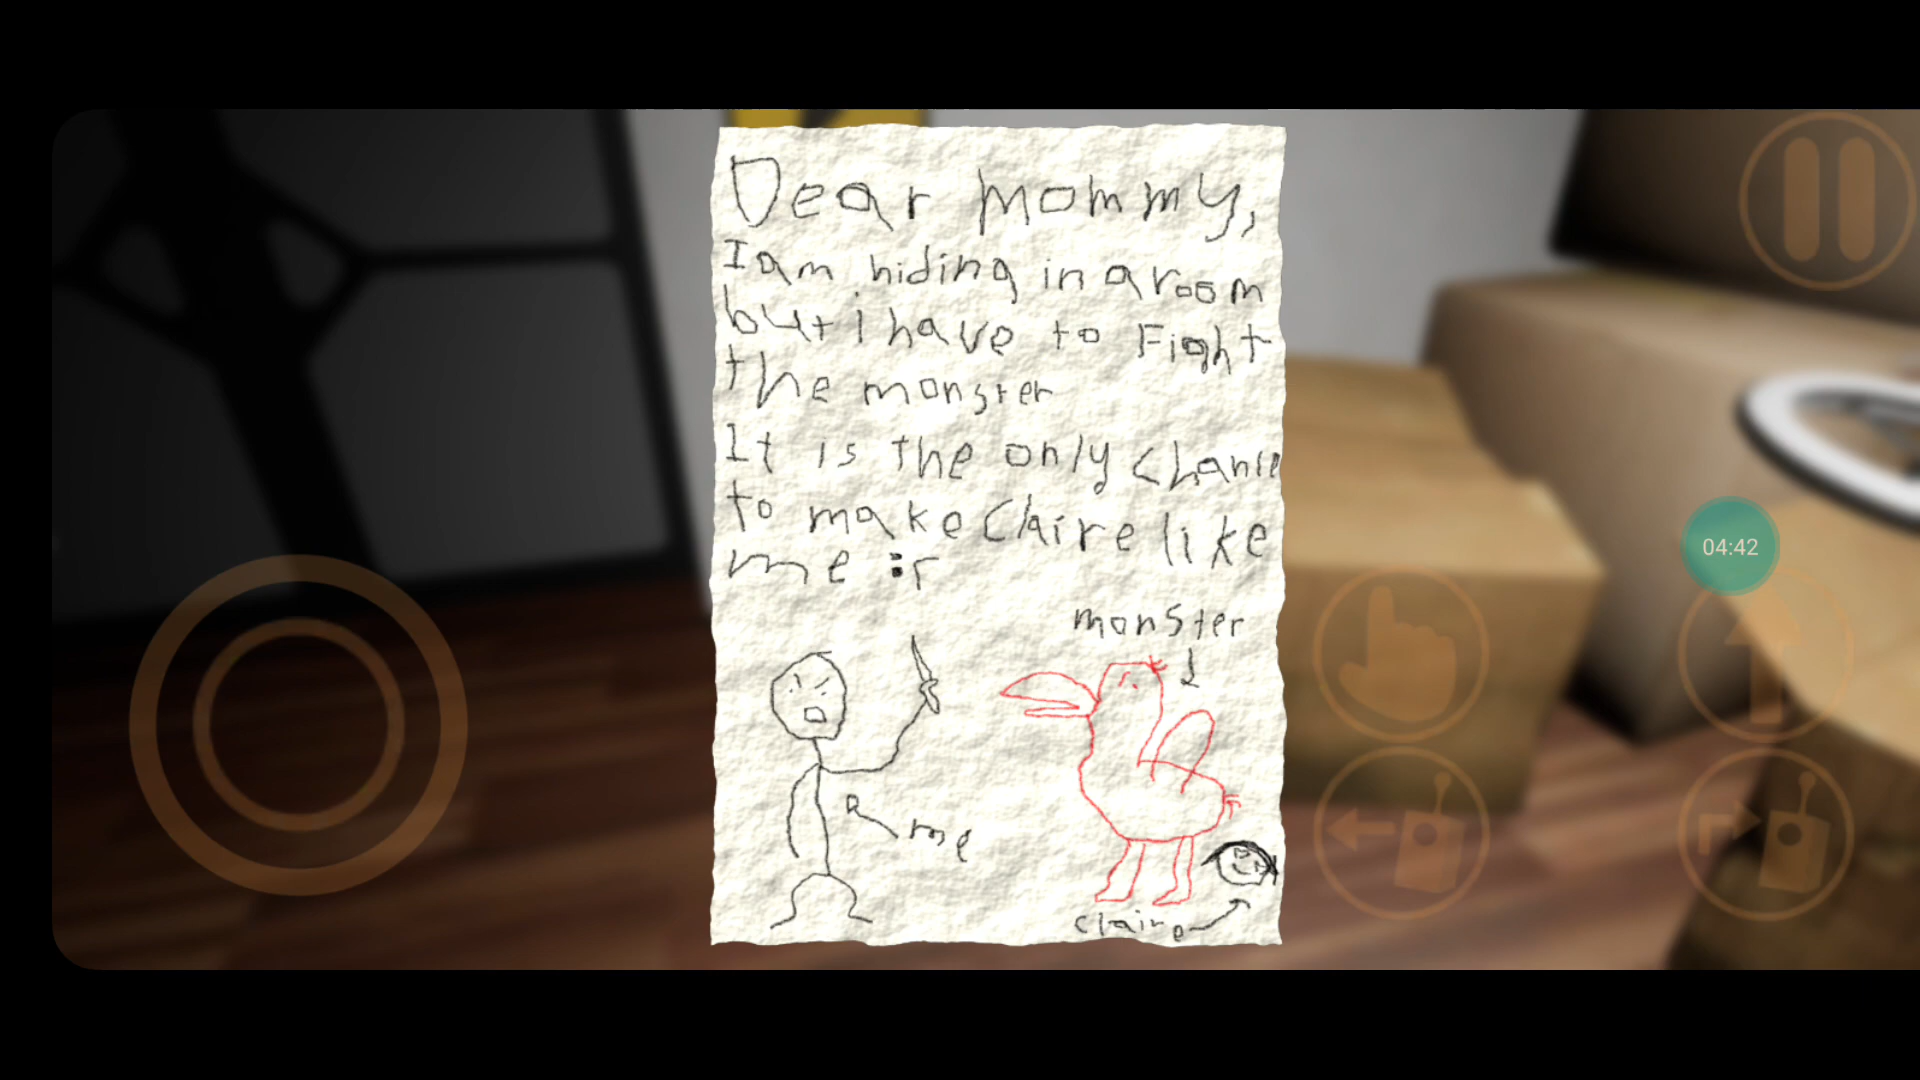 Dear mommy,
I am hiding in a room
but i have to Fight
the monster
It is the only chance
to make Claire like
me :r
monster
me
claire
04:42